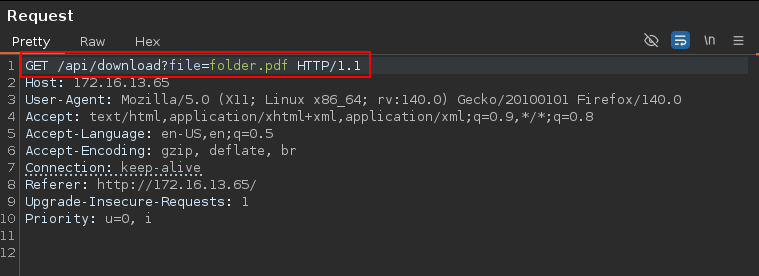 Request
Pretty Raw Hex \n
1 GET /api/download?file=folder.pdf HTTP/1.1
2 Host: 172.16.13.65
3 User-Agent: Mozilla/5.0 (X11; Linux x86_64; rv:140.0) Gecko/20100101 Firefox/140.0
4 Accept: text/html,application/xhtml+xml,application/xml;q=0.9,*/*;q=0.8
5 Accept-Language: en-US,en;q=0.5
6 Accept-Encoding: gzip, deflate, br
7 Connection: keep-alive
8 Referer: http://172.16.13.65/
9 Upgrade-Insecure-Requests: 1
10 Priority: u=0, i
11
12